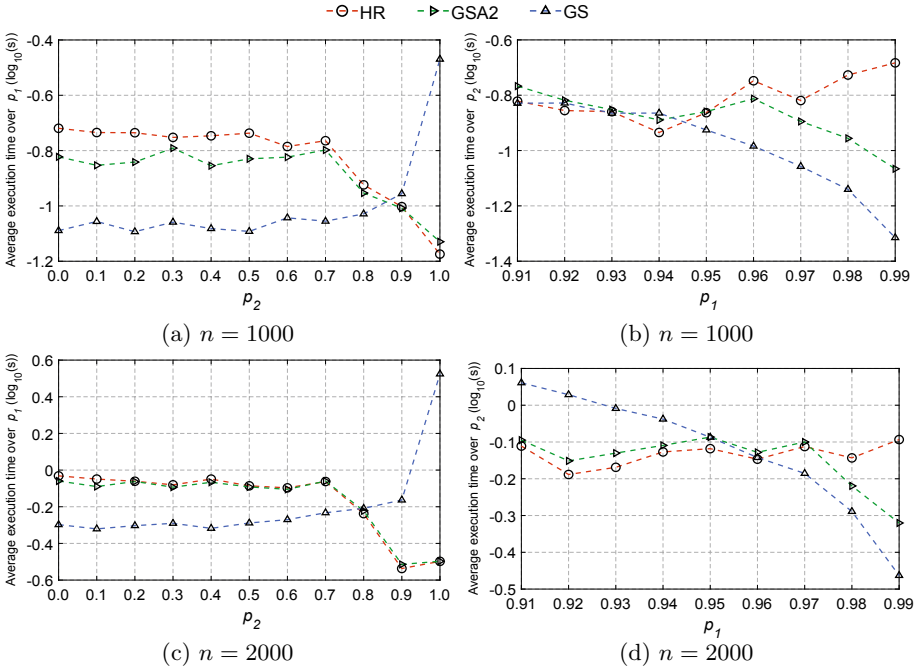 HR GSA2 GS
Average execution time over p1 (log10(s))
-0.4
-0.6
-0.8
-1
-1.2
0.0 0.1 0.2 0.3 0.4 0.5 0.6 0.7 0.8 0.9 1.0
p2
(a) n = 1000
Average execution time over p2 (log10(s))
-0.4
-0.6
-0.8
-1
-1.2
-1.4
0.91 0.92 0.93 0.94 0.95 0.96 0.97 0.98 0.99
p1
(b) n = 1000
Average execution time over p1 (log10(s))
0.6
0.4
0.2
0
-0.2
-0.4
-0.6
0.0 0.1 0.2 0.3 0.4 0.5 0.6 0.7 0.8 0.9 1.0
p2
(c) n = 2000
Average execution time over p2 (log10(s))
0.1
0
-0.1
-0.2
-0.3
-0.4
-0.5
0.91 0.92 0.93 0.94 0.95 0.96 0.97 0.98 0.99
p1
(d) n = 2000